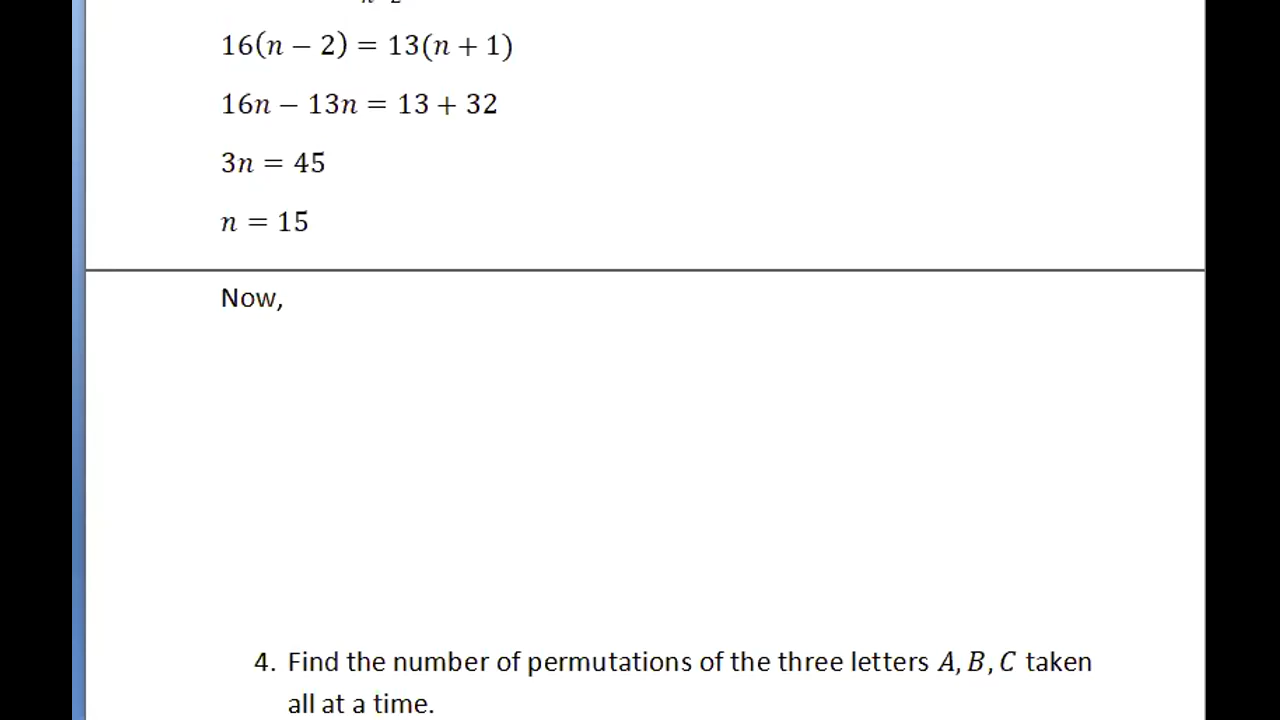 16(n − 2) = 13(n + 1)
16n − 13n = 13 + 32
3n = 45
n = 15
Now,
4. Find the number of permutations of the three letters A, B, C taken
all at a time.